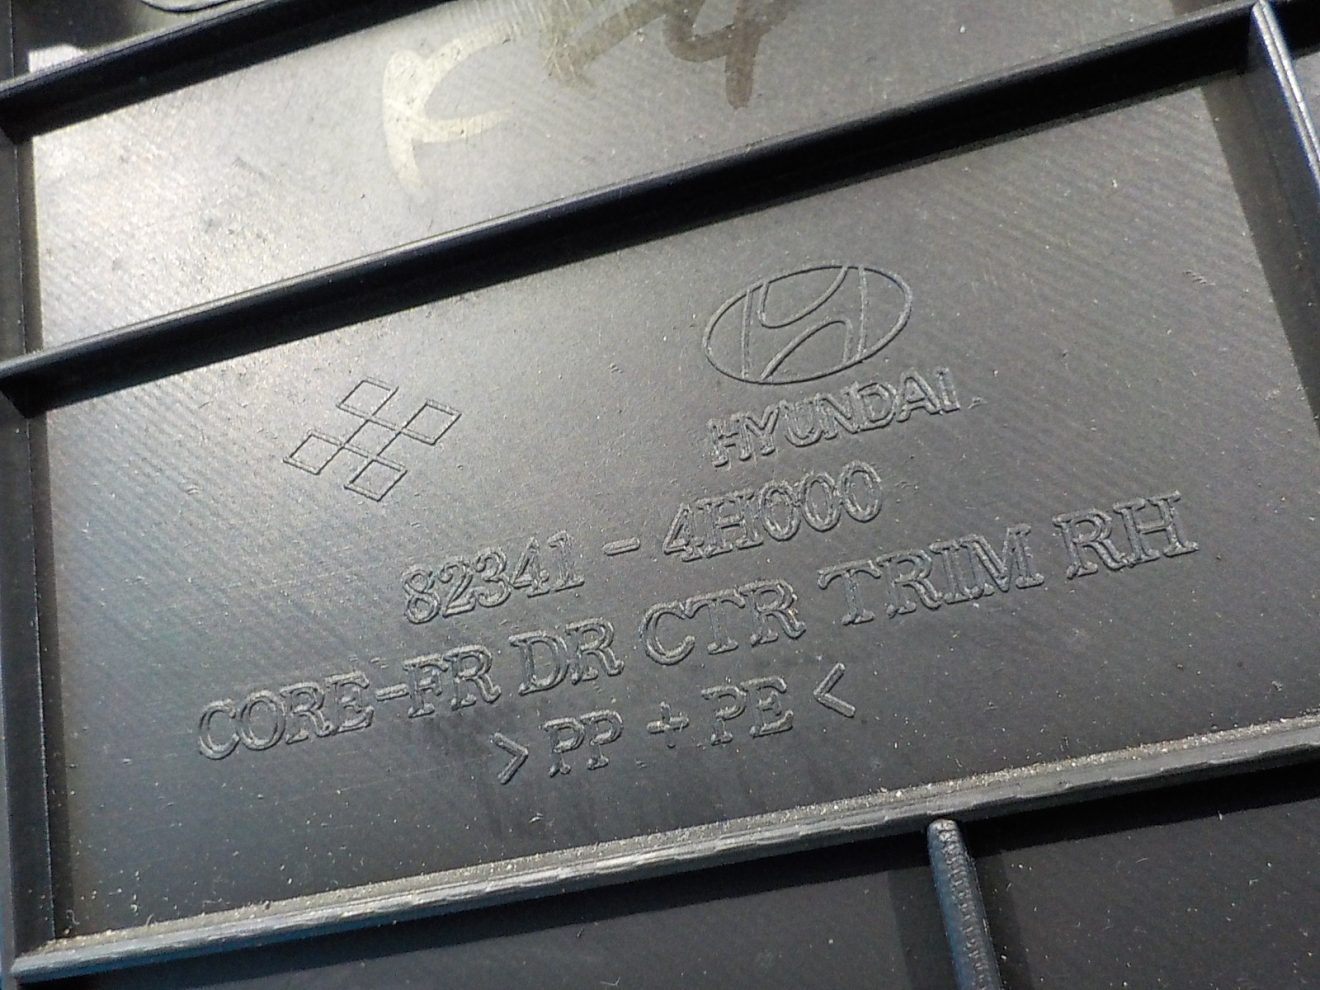 HYUNDAI
82341-4H000
CORE-FR DR CTR TRIM RH
>PP+PE<